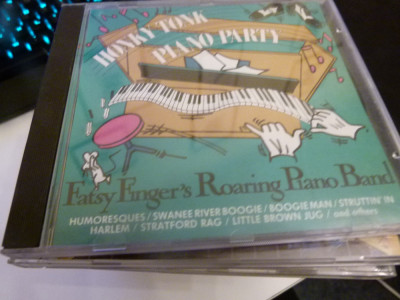 HONKY TONK
PIANO PARTY
Fatsy Finger's Roaring Piano Band
HUMORESQUES / SWANEE RIVER BOOGIE / BOOGIE MAN / STRUTTIN' IN
HARLEM / STRATFORD RAG / LITTLE BROWN JUG / and others